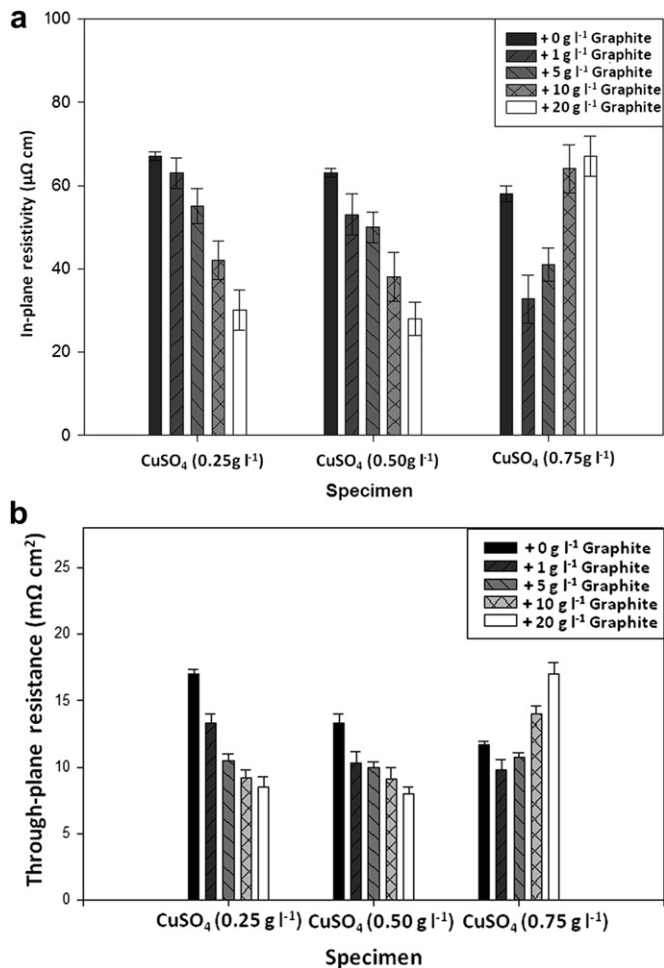 a
100
80
60
40
20
0
In-plane resistivity (µΩ cm)
+ 0 g l⁻¹ Graphite
+ 1 g l⁻¹ Graphite
+ 5 g l⁻¹ Graphite
+ 10 g l⁻¹ Graphite
+ 20 g l⁻¹ Graphite
CuSO₄ (0.25g l⁻¹) CuSO₄ (0.50g l⁻¹) CuSO₄ (0.75g l⁻¹)
Specimen
b
25
20
15
10
5
0
Through-plane resistance (mΩ cm²)
+ 0 g l⁻¹ Graphite
+ 1 g l⁻¹ Graphite
+ 5 g l⁻¹ Graphite
+ 10 g l⁻¹ Graphite
+ 20 g l⁻¹ Graphite
CuSO₄ (0.25 g l⁻¹) CuSO₄ (0.50 g l⁻¹) CuSO₄ (0.75 g l⁻¹)
Specimen